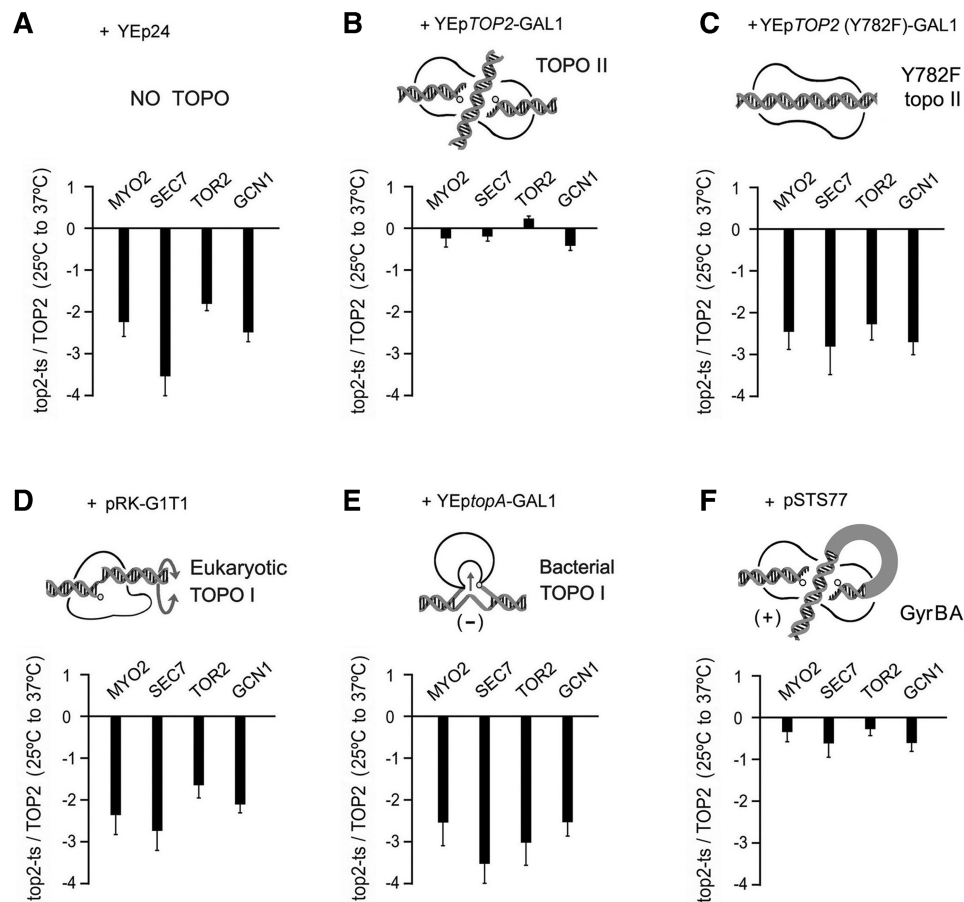 A
+ YEp24
NO TOPO
top2-ts / TOP2 (25ºC to 37ºC)
MYO2 SEC7 TOR2 GCN1
1
0
-1
-2
-3
-4
B
+ YEpTOP2-GAL1
TOPO II
top2-ts / TOP2 (25ºC to 37ºC)
MYO2 SEC7 TOR2 GCN1
1
0
-1
-2
-3
-4
C
+YEpTOP2 (Y782F)-GAL1
Y782F
topo II
top2-ts / TOP2 (25ºC to 37ºC)
MYO2 SEC7 TOR2 GCN1
1
0
-1
-2
-3
-4
D
+ pRK-G1T1
Eukaryotic
TOPO I
top2-ts / TOP2 (25ºC to 37ºC)
MYO2 SEC7 TOR2 GCN1
1
0
-1
-2
-3
-4
E
+ YEptopA-GAL1
Bacterial
TOPO I
(−)
top2-ts / TOP2 (25ºC to 37ºC)
MYO2 SEC7 TOR2 GCN1
1
0
-1
-2
-3
-4
F
+ pSTS77
(+)
GyrBA
top2-ts / TOP2 (25ºC to 37ºC)
MYO2 SEC7 TOR2 GCN1
1
0
-1
-2
-3
-4